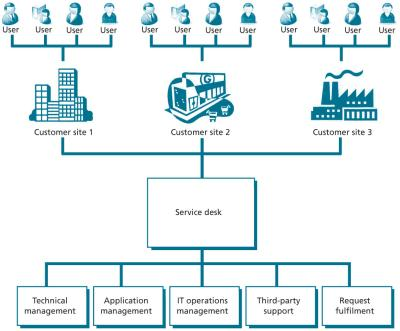 User User User User User User User User User User User User
Customer site 1 Customer site 2 Customer site 3
Service desk
Technical management
Application management
IT operations management
Third-party support
Request fulfilment